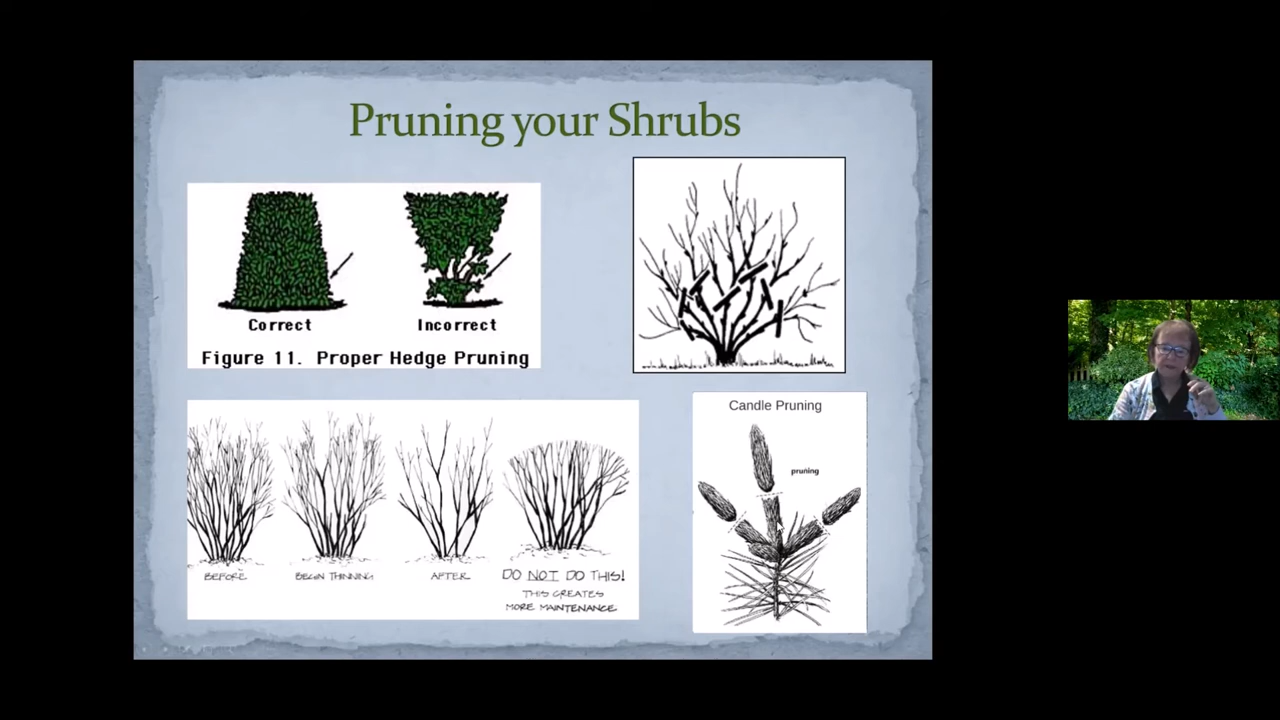 Pruning your Shrubs
Correct
Incorrect
Figure 11. Proper Hedge Pruning
BEFORE
BEGIN THINNING
AFTER
DO NOT DO THIS!
THIS CREATES
MORE MAINTENANCE
Candle Pruning
pruning